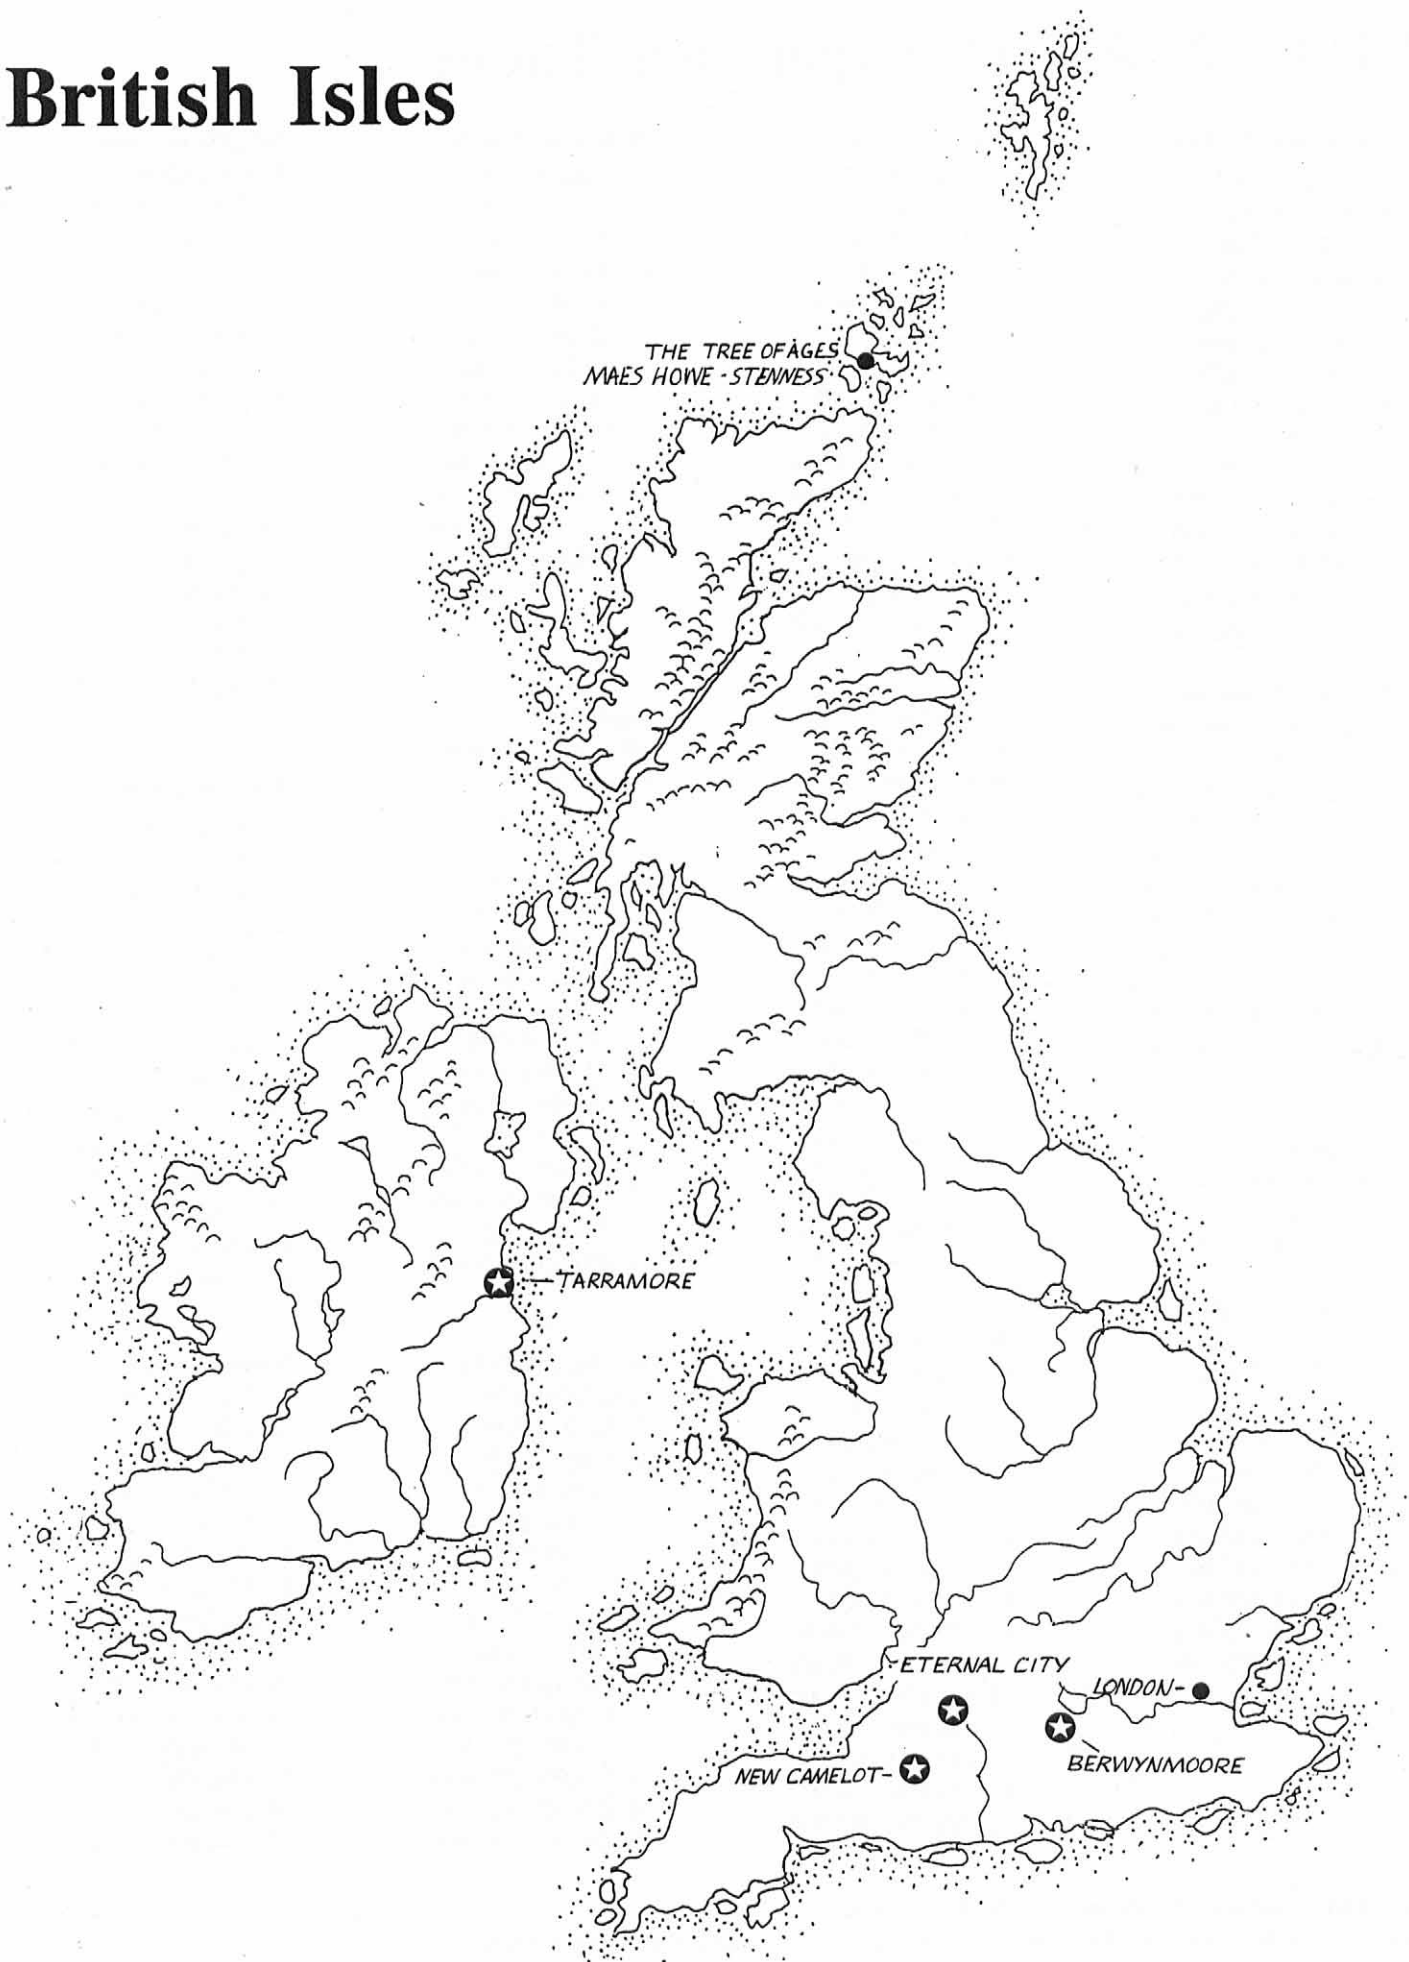 British Isles
THE TREE OF AGES
MAES HOWE - STENNESS
TARRAMORE
ETERNAL CITY
LONDON
BERWYNMOORE
NEW CAMELOT